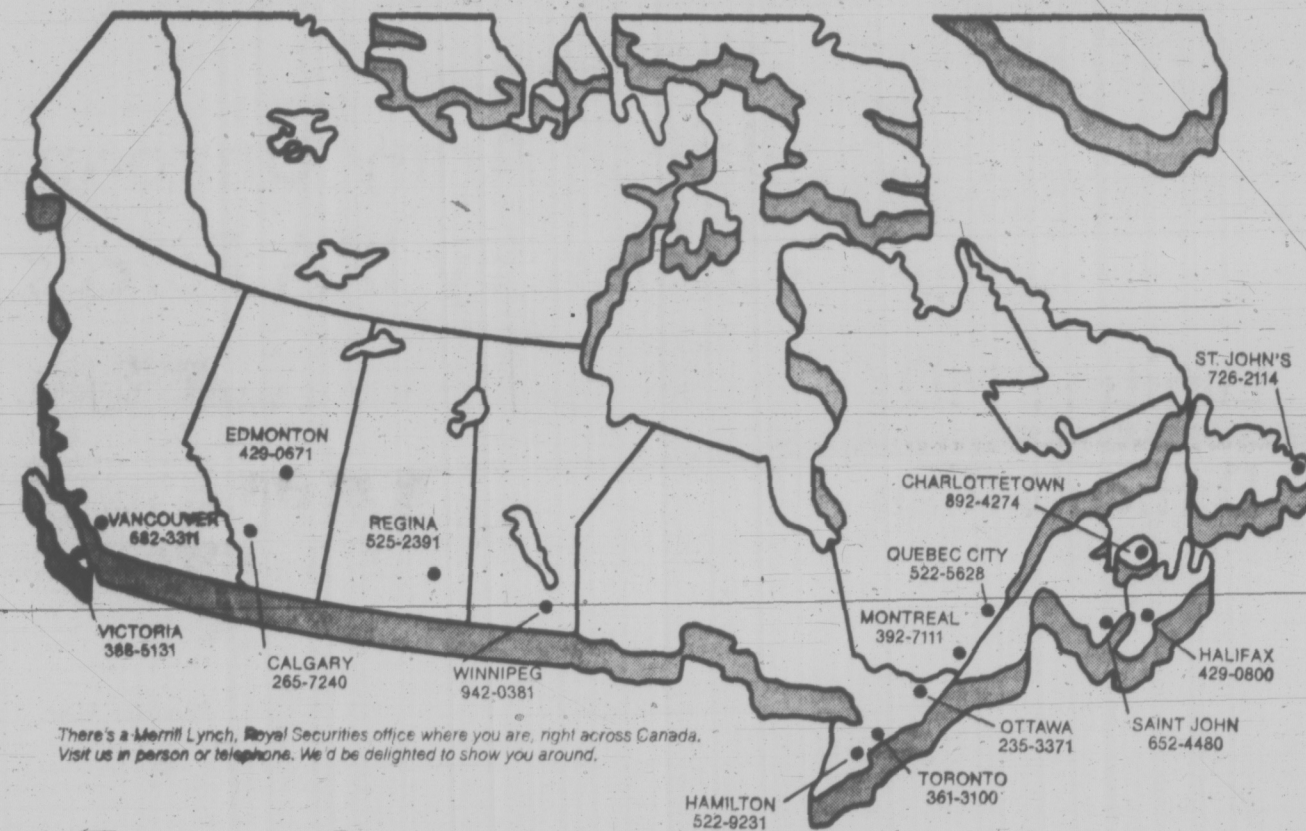 ST. JOHN'S
726-2114
EDMONTON
429-0671
CHARLOTTETOWN
892-4274
VANCOUVER
682-3311
REGINA
525-2391
QUEBEC CITY
522-5628
MONTREAL
392-7111
VICTORIA
388-5131
CALGARY
265-7240
WINNIPEG
942-0381
HALIFAX
429-0800
OTTAWA
235-3371
SAINT JOHN
652-4480
There's a Merrill Lynch, Royal Securities office where you are, right across Canada.
Visit us in person or telephone. We'd be delighted to show you around.
TORONTO
361-3100
HAMILTON
522-9231